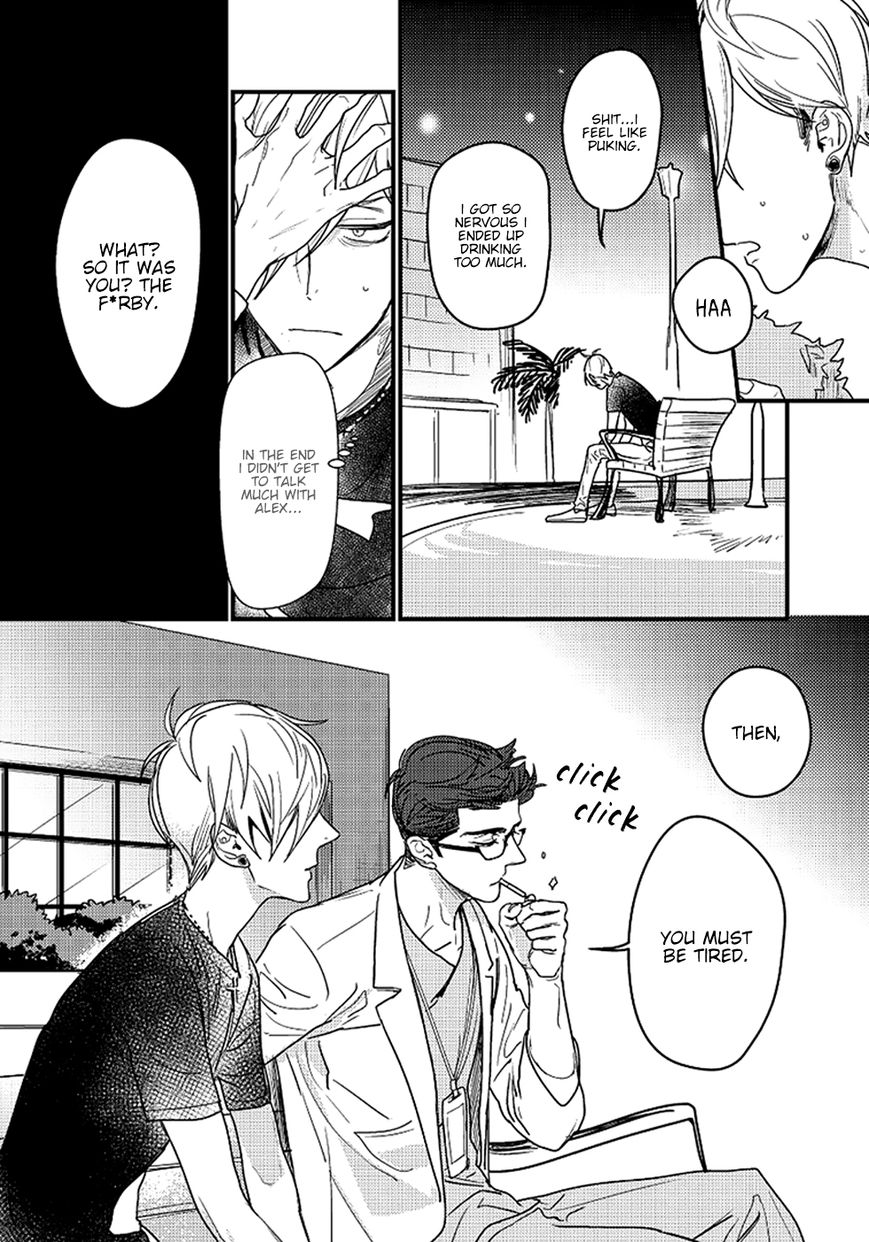 HAA
SHIT...I
FEEL LIKE
PUKING.
I GOT SO
NERVOUS I
ENDED UP
DRINKING
TOO MUCH.
IN THE END
I DIDN'T GET
TO TALK
MUCH WITH
ALEX...
WHAT?
SO IT WAS
YOU? THE
F*RBY.
THEN,
click
click
YOU MUST
BE TIRED.